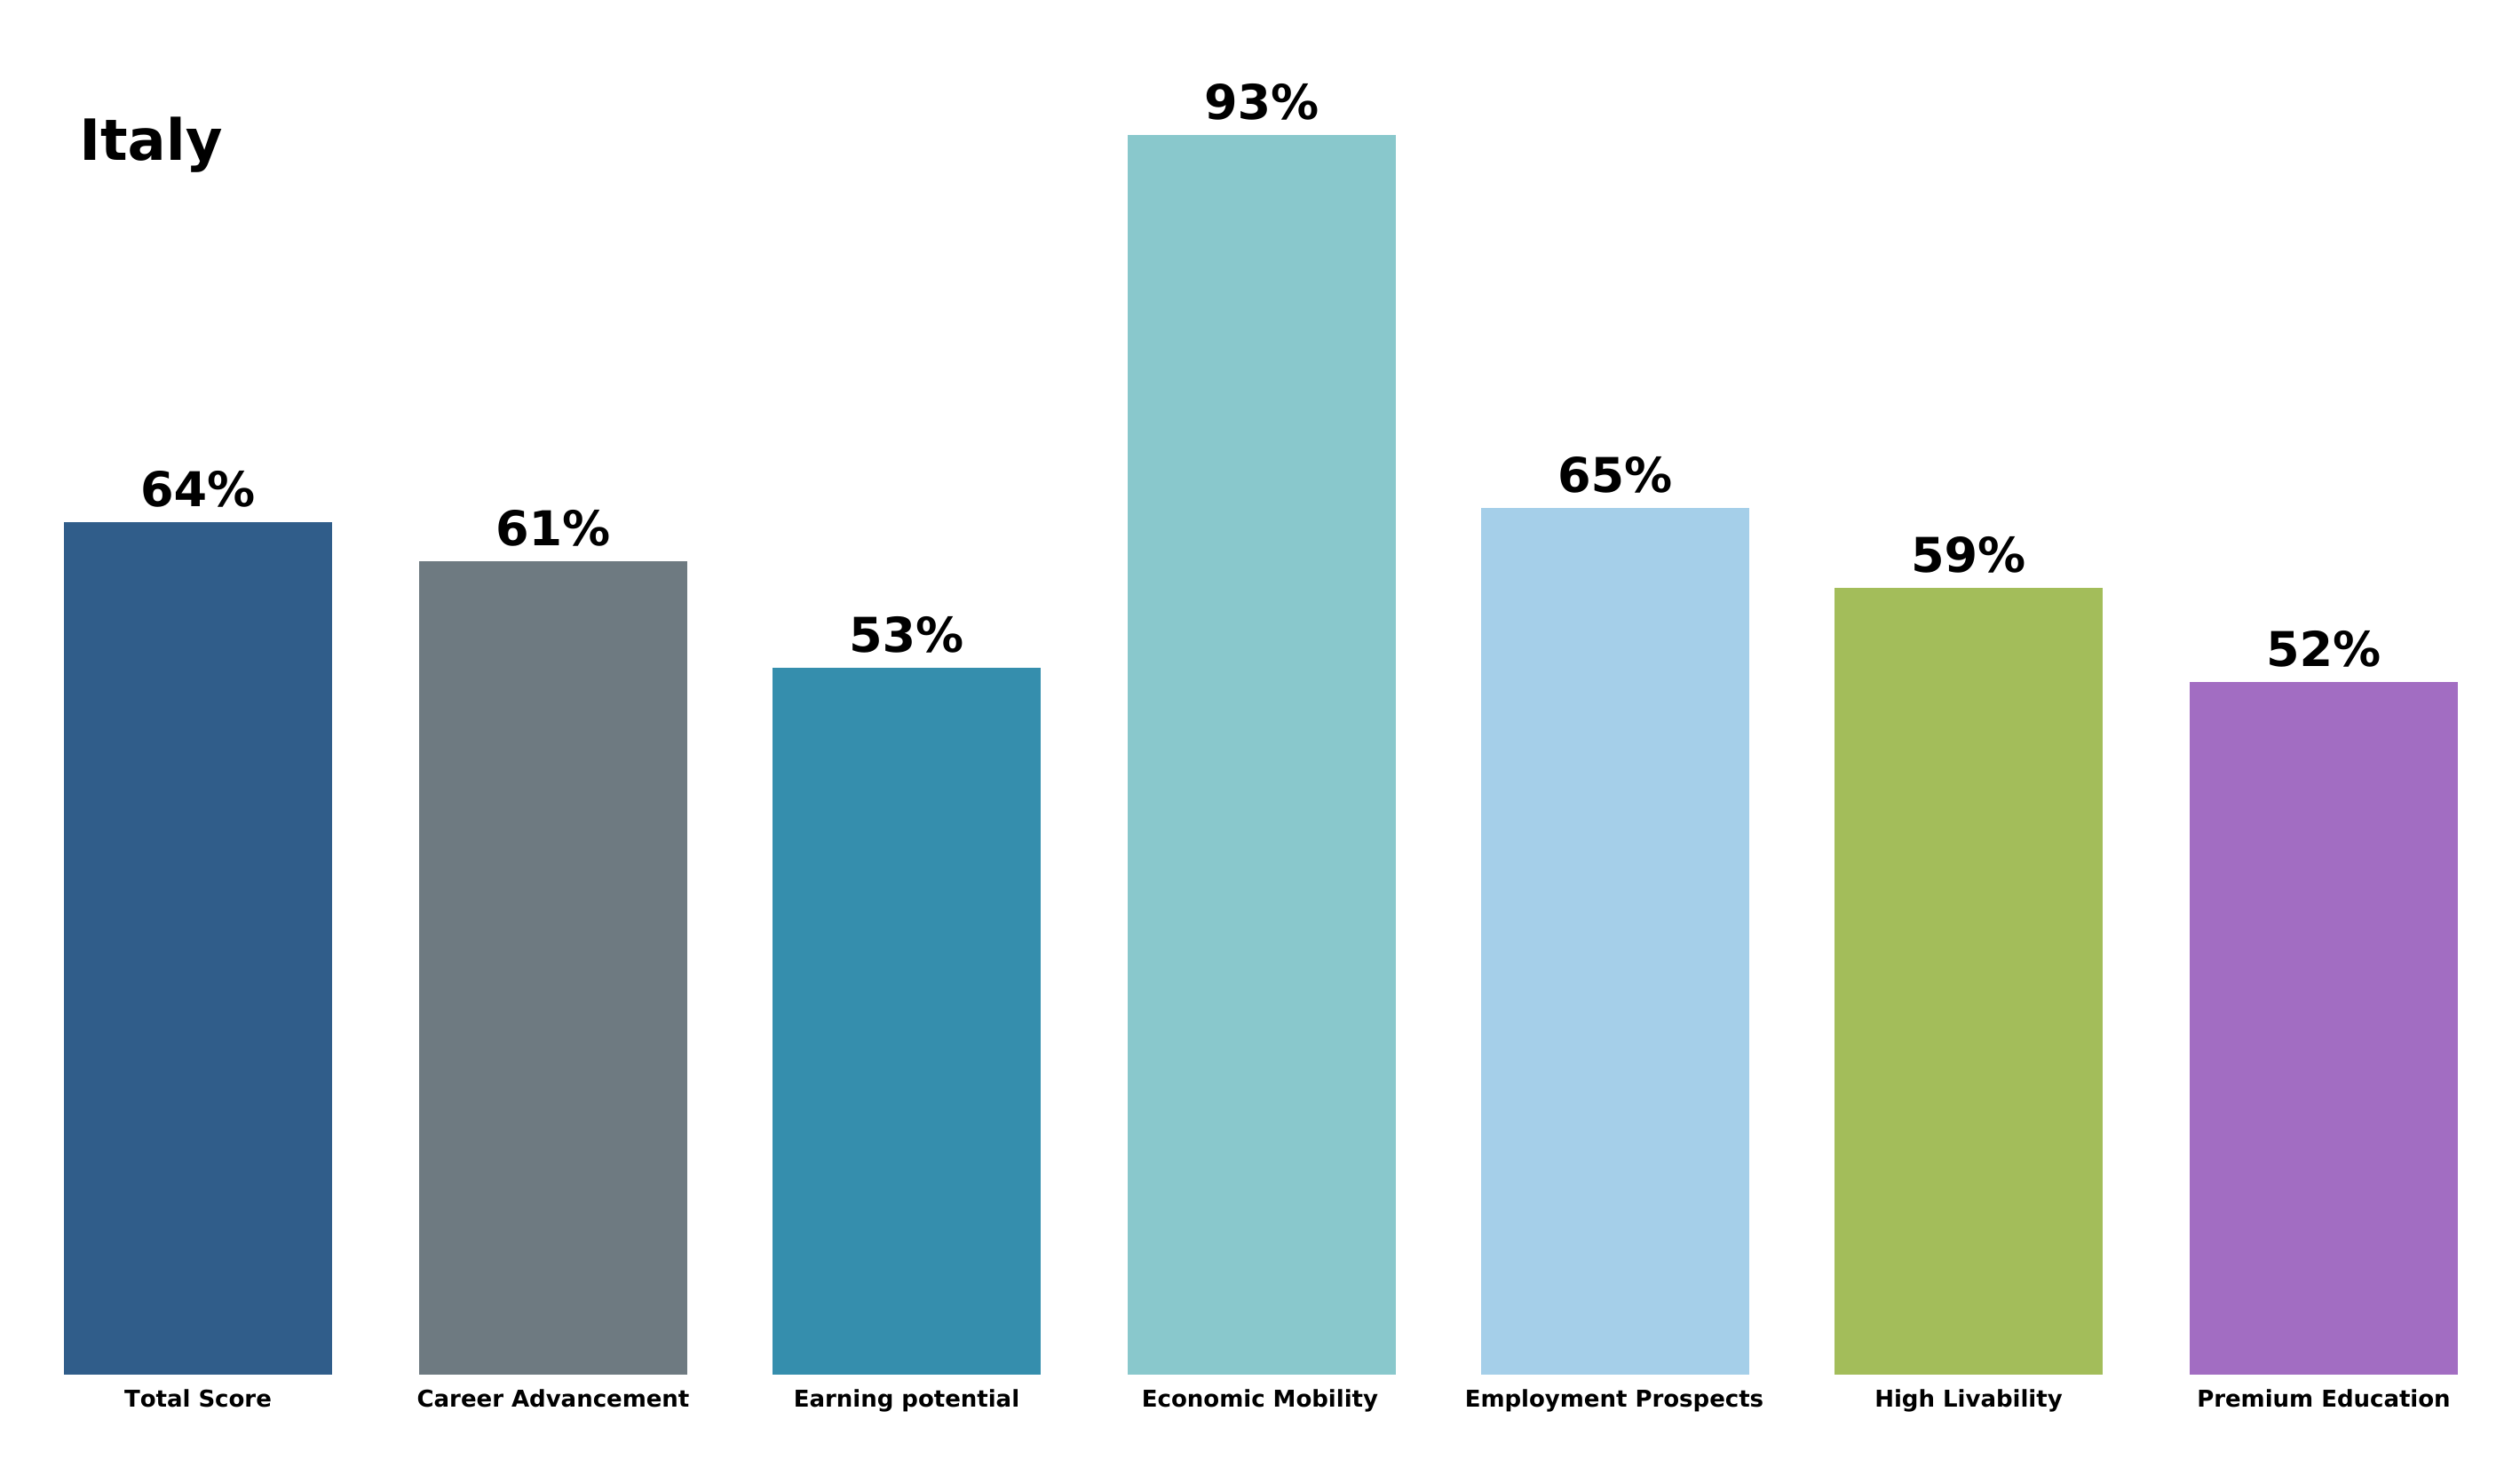 Italy
64%
61%
53%
93%
65%
59%
52%
Total Score
Career Advancement
Earning potential
Economic Mobility
Employment Prospects
High Livability
Premium Education